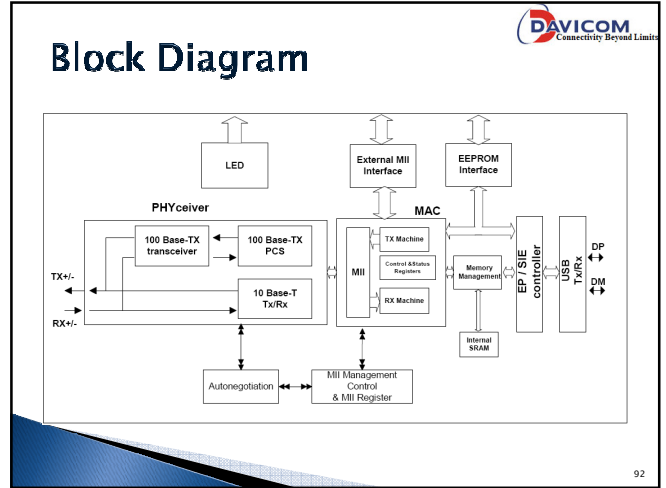 DAVICOM
Connectivity Beyond Limits
Block Diagram
LED
External MII
Interface
EEPROM
Interface
PHYceiver
MAC
100 Base-TX
transceiver
100 Base-TX
PCS
10 Base-T
Tx/Rx
TX+/-
RX+/-
MII
TX Machine
Control &Status
Registers
RX Machine
Memory
Management
Internal
SRAM
EP / SIE
controller
USB
Tx/Rx
DP
DM
Autonegotiation
MII Management
Control
& MII Register
92